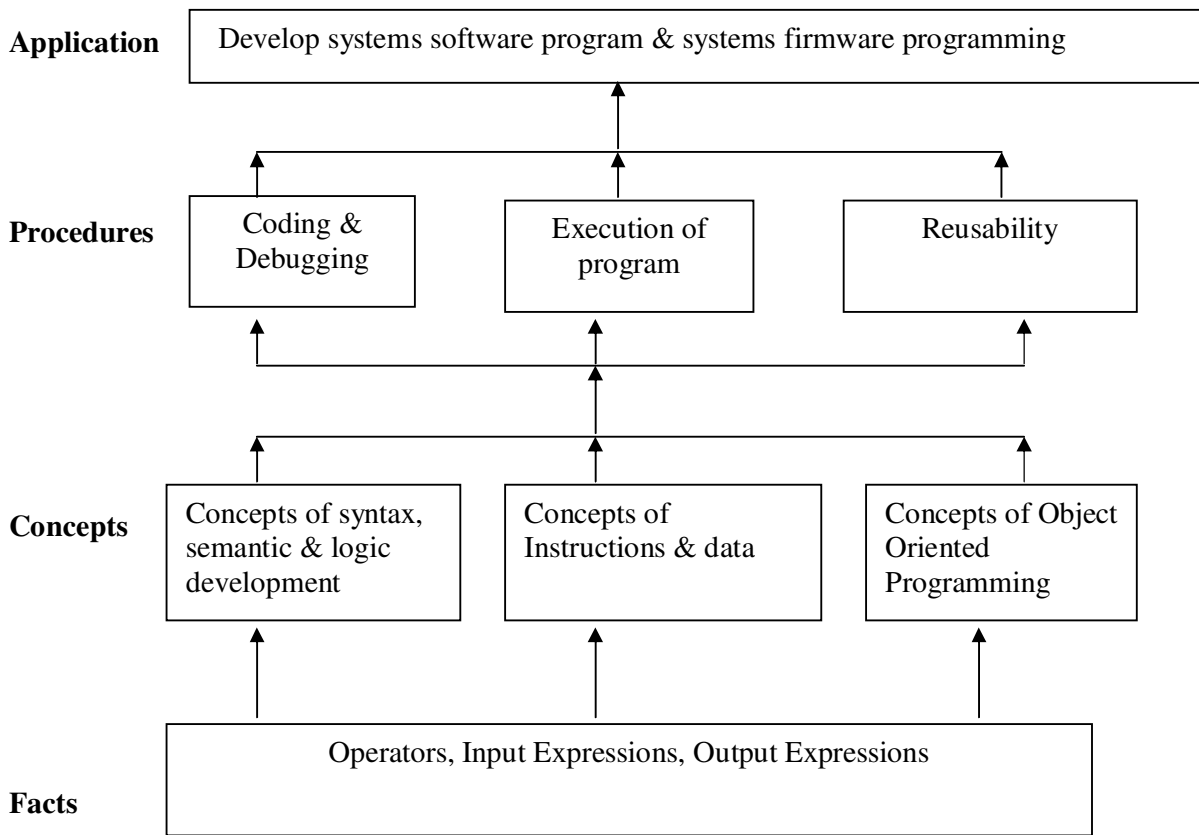 Application
Develop systems software program & systems firmware programming
Procedures
Coding &
Debugging
Execution of
program
Reusability
Concepts
Concepts of syntax,
semantic & logic
development
Concepts of
Instructions & data
Concepts of Object
Oriented
Programming
Operators, Input Expressions, Output Expressions
Facts